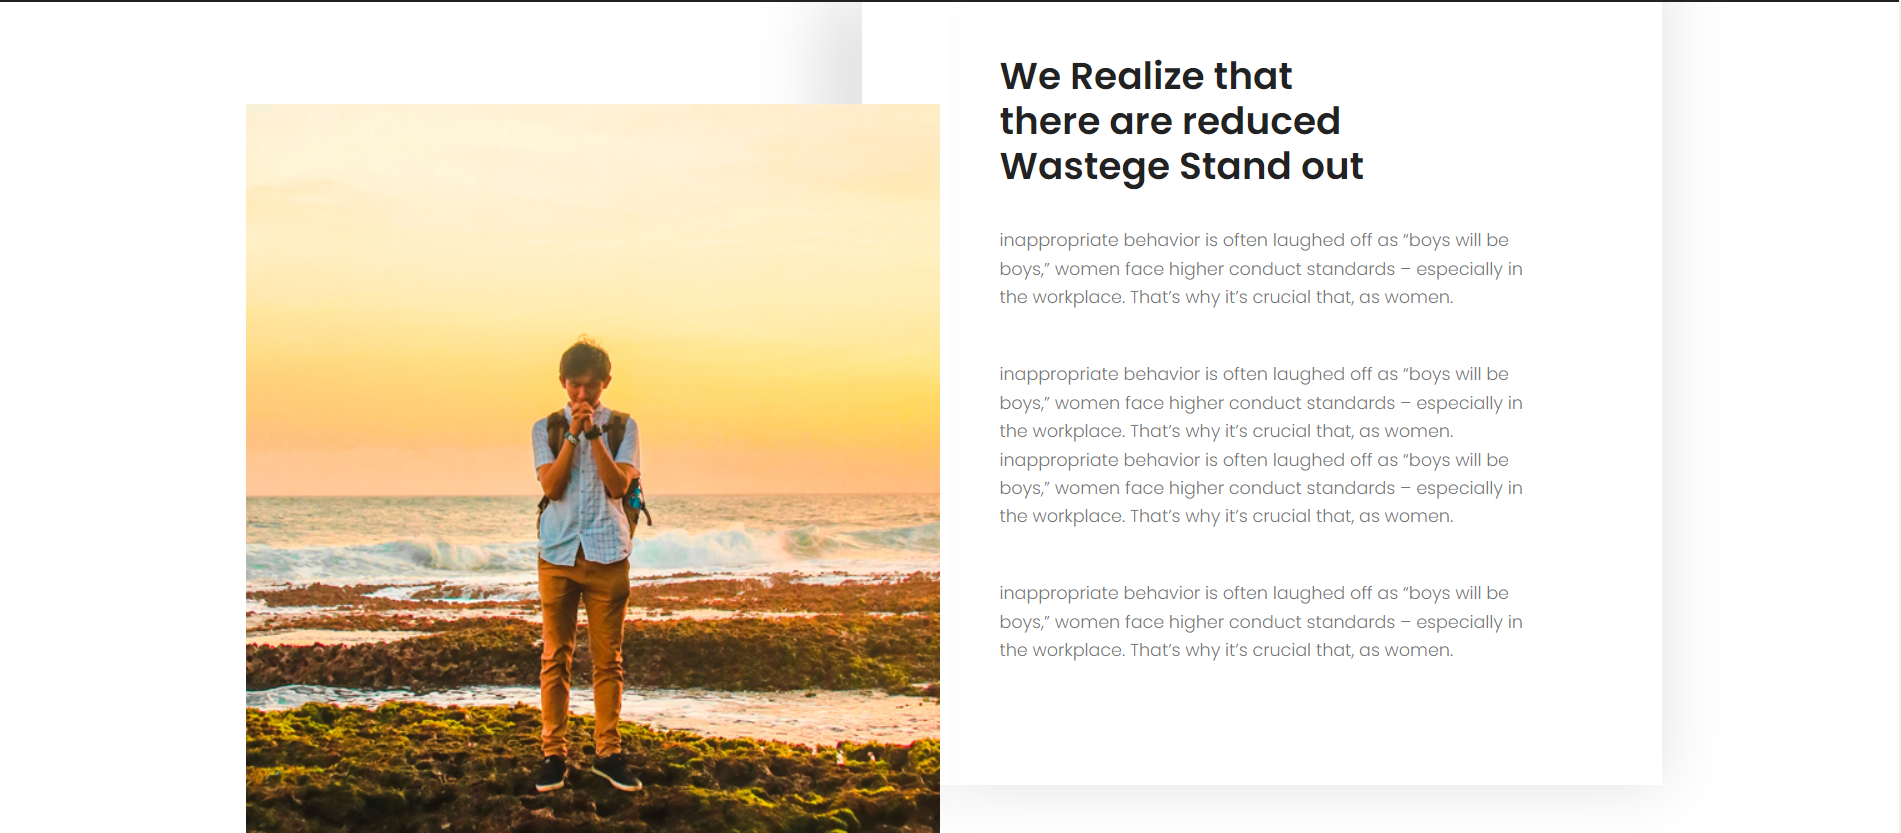 We Realize that
there are reduced
Wastege Stand out
inappropriate behavior is often laughed off as “boys will be
boys,” women face higher conduct standards – especially in
the workplace. That’s why it’s crucial that, as women.
inappropriate behavior is often laughed off as “boys will be
boys,” women face higher conduct standards – especially in
the workplace. That’s why it’s crucial that, as women.
inappropriate behavior is often laughed off as “boys will be
boys,” women face higher conduct standards – especially in
the workplace. That’s why it’s crucial that, as women.
inappropriate behavior is often laughed off as “boys will be
boys,” women face higher conduct standards – especially in
the workplace. That’s why it’s crucial that, as women.